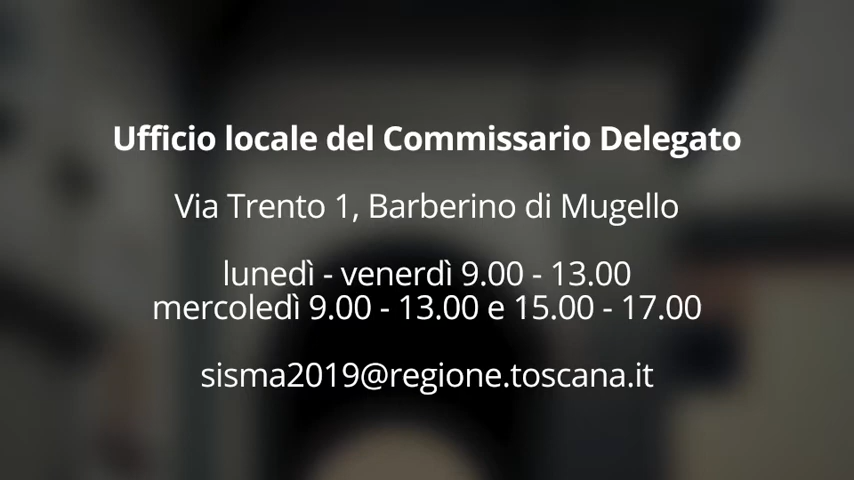 Ufficio locale del Commissario Delegato
Via Trento 1, Barberino di Mugello
lunedì - venerdì 9.00 - 13.00
mercoledì 9.00 - 13.00 e 15.00 - 17.00
sisma2019@regione.toscana.it